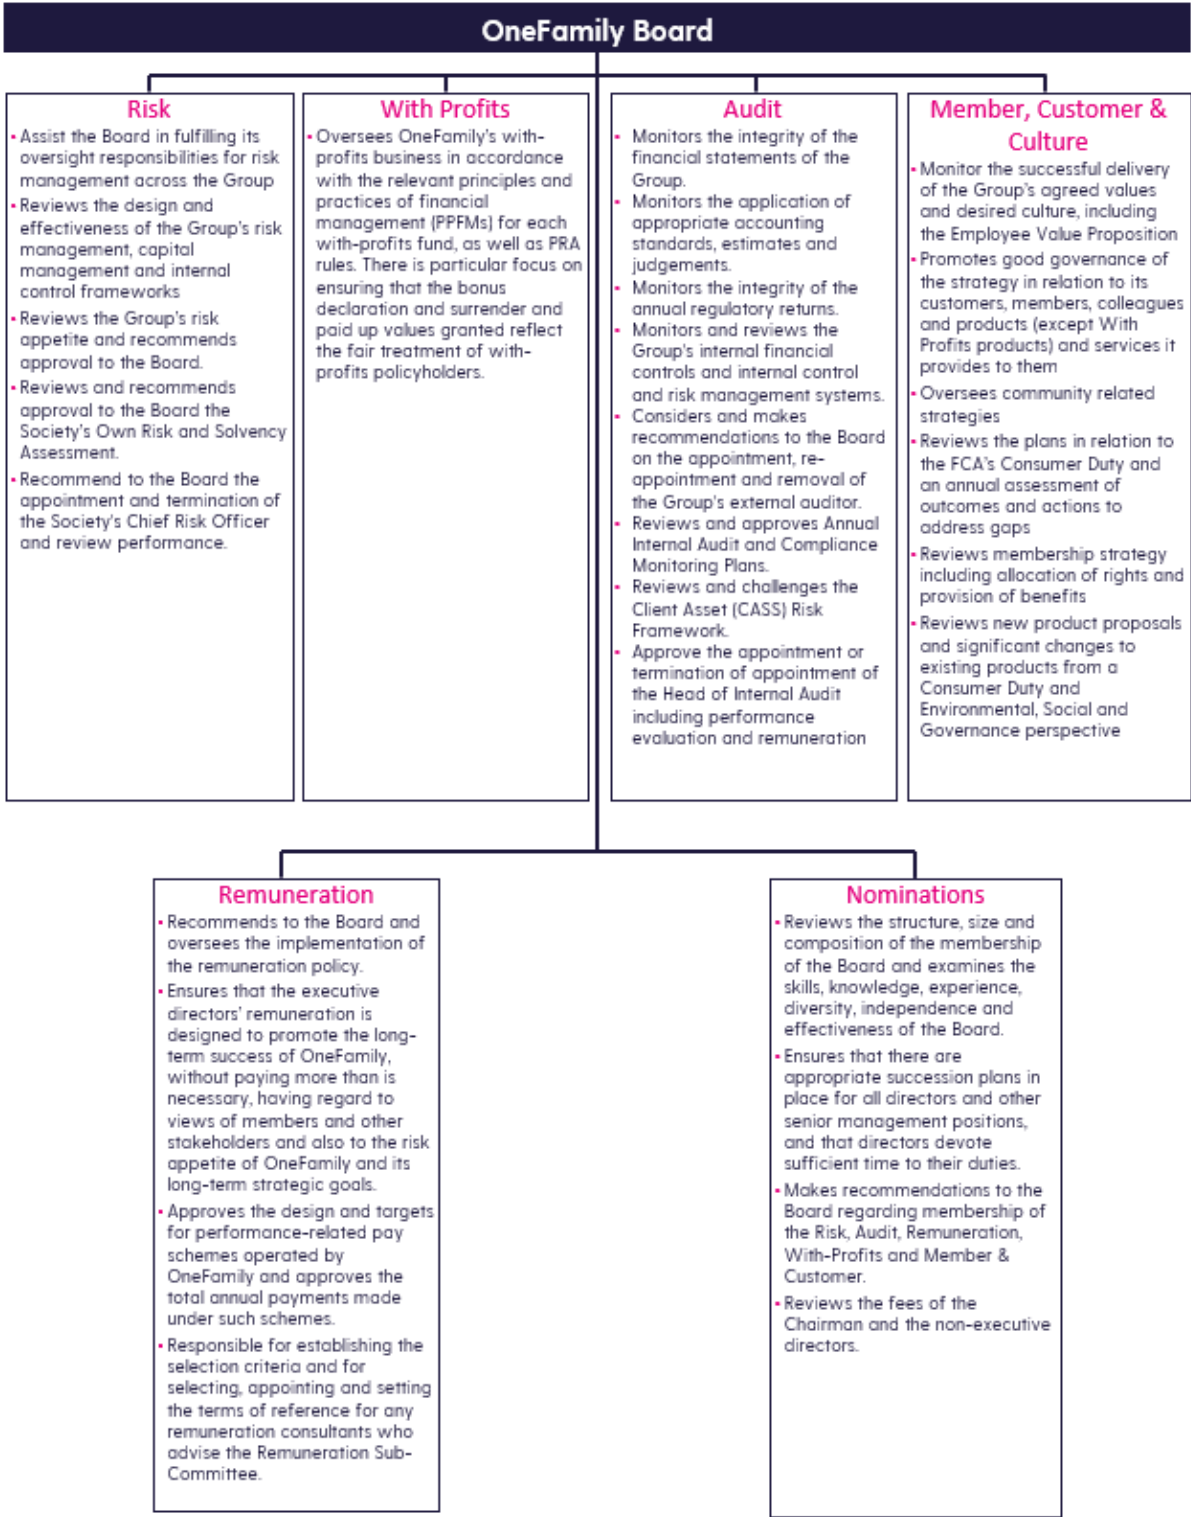 OneFamily Board
Risk
• Assist the Board in fulfilling its
oversight responsibilities for risk
management across the Group
• Reviews the design and
effectiveness of the Group's risk
management, capital
management and internal
control frameworks
• Reviews the Group's risk
appetite and recommends
approval to the Board.
• Reviews and recommends
approval to the Board the
Society's Own Risk and Solvency
Assessment.
• Recommend to the Board the
appointment and termination of
the Society's Chief Risk Officer
and review performance.
With Profits
• Oversees OneFamily's with-
profits business in accordance
with the relevant principles and
practices of financial
management (PPFMs) for each
with-profits fund, as well as PRA
rules. There is particular focus on
ensuring that the bonus
declaration and surrender and
paid up values granted reflect
the fair treatment of with-
profits policyholders.
Audit
• Monitors the integrity of the
financial statements of the
Group.
• Monitors the application of
appropriate accounting
standards, estimates and
judgements.
• Monitors the integrity of the
annual regulatory returns.
• Monitors and reviews the
Group's internal financial
controls and internal control
and risk management systems.
• Considers and makes
recommendations to the Board
on the appointment, re-
appointment and removal of
the Group's external auditor.
• Reviews and approves Annual
Internal Audit and Compliance
Monitoring Plans.
• Reviews and challenges the
Client Asset (CASS) Risk
Framework.
• Approve the appointment or
termination of appointment of
the Head of Internal Audit
including performance
evaluation and remuneration
Member, Customer &
Culture
• Monitor the successful delivery
of the Group's agreed values
and desired culture, including
the Employee Value Proposition
• Promotes good governance of
the strategy in relation to its
customers, members, colleagues
and products (except With
Profits products) and services it
provides to them
• Oversees community related
strategies
• Reviews the plans in relation to
the FCA's Consumer Duty and
an annual assessment of
outcomes and actions to
address gaps
• Reviews membership strategy
including allocation of rights and
provision of benefits
• Reviews new product proposals
and significant changes to
existing products from a
Consumer Duty and
Environmental, Social and
Governance perspective
Remuneration
• Recommends to the Board and
oversees the implementation of
the remuneration policy.
• Ensures that the executive
directors' remuneration is
designed to promote the long-
term success of OneFamily,
without paying more than is
necessary, having regard to
views of members and other
stakeholders and also to the risk
appetite of OneFamily and its
long-term strategic goals.
• Approves the design and targets
for performance-related pay
schemes operated by
OneFamily and approves the
total annual payments made
under such schemes.
• Responsible for establishing the
selection criteria and for
selecting, appointing and setting
the terms of reference for any
remuneration consultants who
advise the Remuneration Sub-
Committee.
Nominations
• Reviews the structure, size and
composition of the membership
of the Board and examines the
skills, knowledge, experience,
diversity, independence and
effectiveness of the Board.
• Ensures that there are
appropriate succession plans in
place for all directors and other
senior management positions,
and that directors devote
sufficient time to their duties.
• Makes recommendations to the
Board regarding membership of
the Risk, Audit, Remuneration,
With-Profits and Member &
Customer.
• Reviews the fees of the
Chairman and the non-executive
directors.